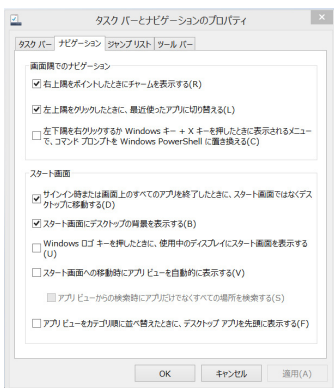 タスク バーとナビゲーションのプロパティ
タスク バー ナビゲーション ジャンプ リスト ツール バー
画面隅でのナビゲーション
右上隅をポイントしたときにチャームを表示する(R)
左上隅をクリックしたときに、最近使ったアプリに切り替える(L)
左下隅を右クリックするか Windows キー + X キーを押したときに表示されるメニュー
で、コマンド プロンプトを Windows PowerShell に置き換える(C)
スタート画面
サインイン時または画面上のすべてのアプリを終了したときに、スタート画面ではなくデス
クトップに移動する(D)
スタート画面にデスクトップの背景を表示する(B)
Windows ロゴ キーを押したときに、使用中のディスプレイにスタート画面を表示する
(U)
スタート画面への移動時にアプリ ビューを自動的に表示する(V)
アプリ ビューからの検索時にアプリだけでなくすべての場所を検索する(S)
アプリ ビューをカテゴリ順に並べ替えたときに、デスクトップ アプリを先頭に表示する(F)
OK キャンセル 適用(A)